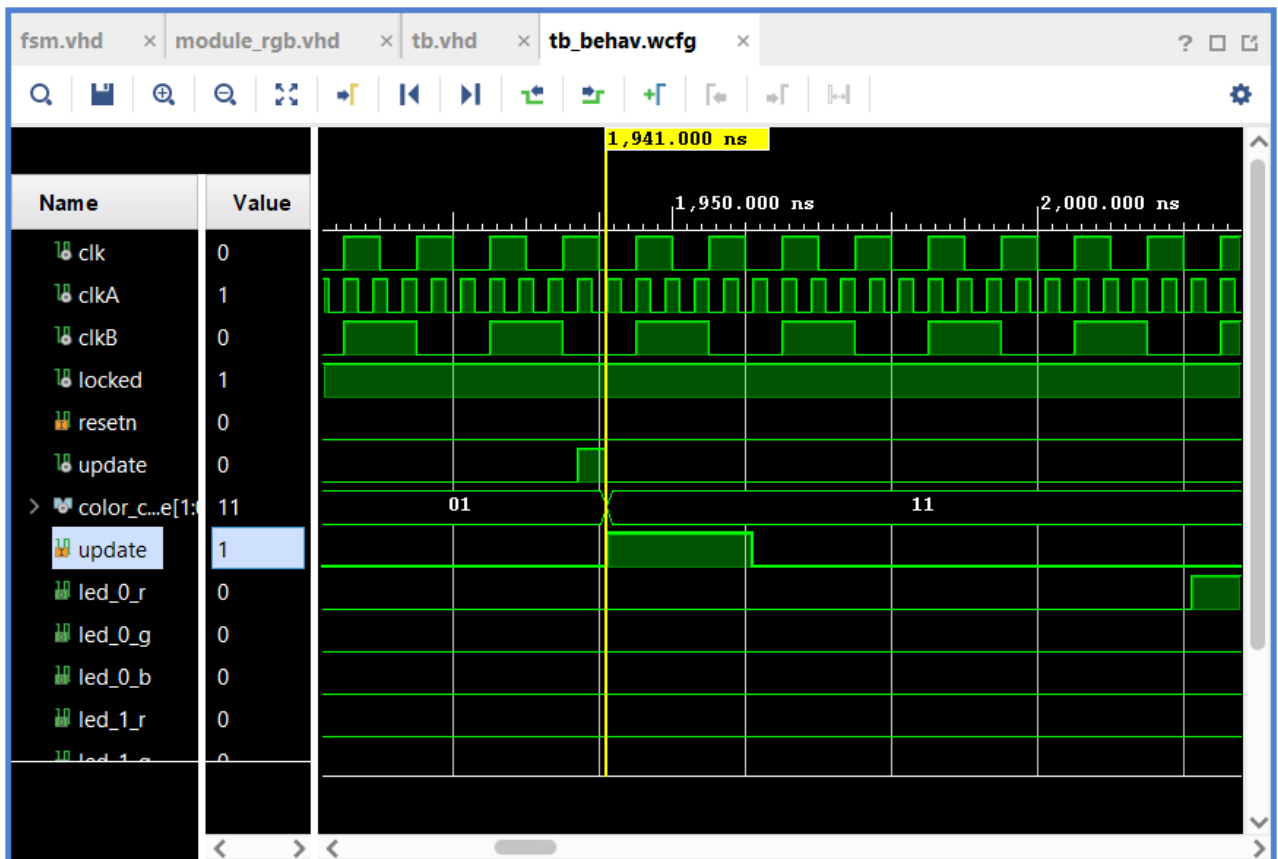 fsm.vhd × module_rgb.vhd × tb.vhd × tb_behav.wcfg × ?
1,941.000 ns
Name Value 1,950.000 ns 2,000.000 ns
clk 0
clkA 1
clkB 0
locked 1
resetn 0
update 0
color_c...e[1:( 11 01 11
update 1
led_0_r 0
led_0_g 0
led_0_b 0
led_1_r 0
led_1_g 0